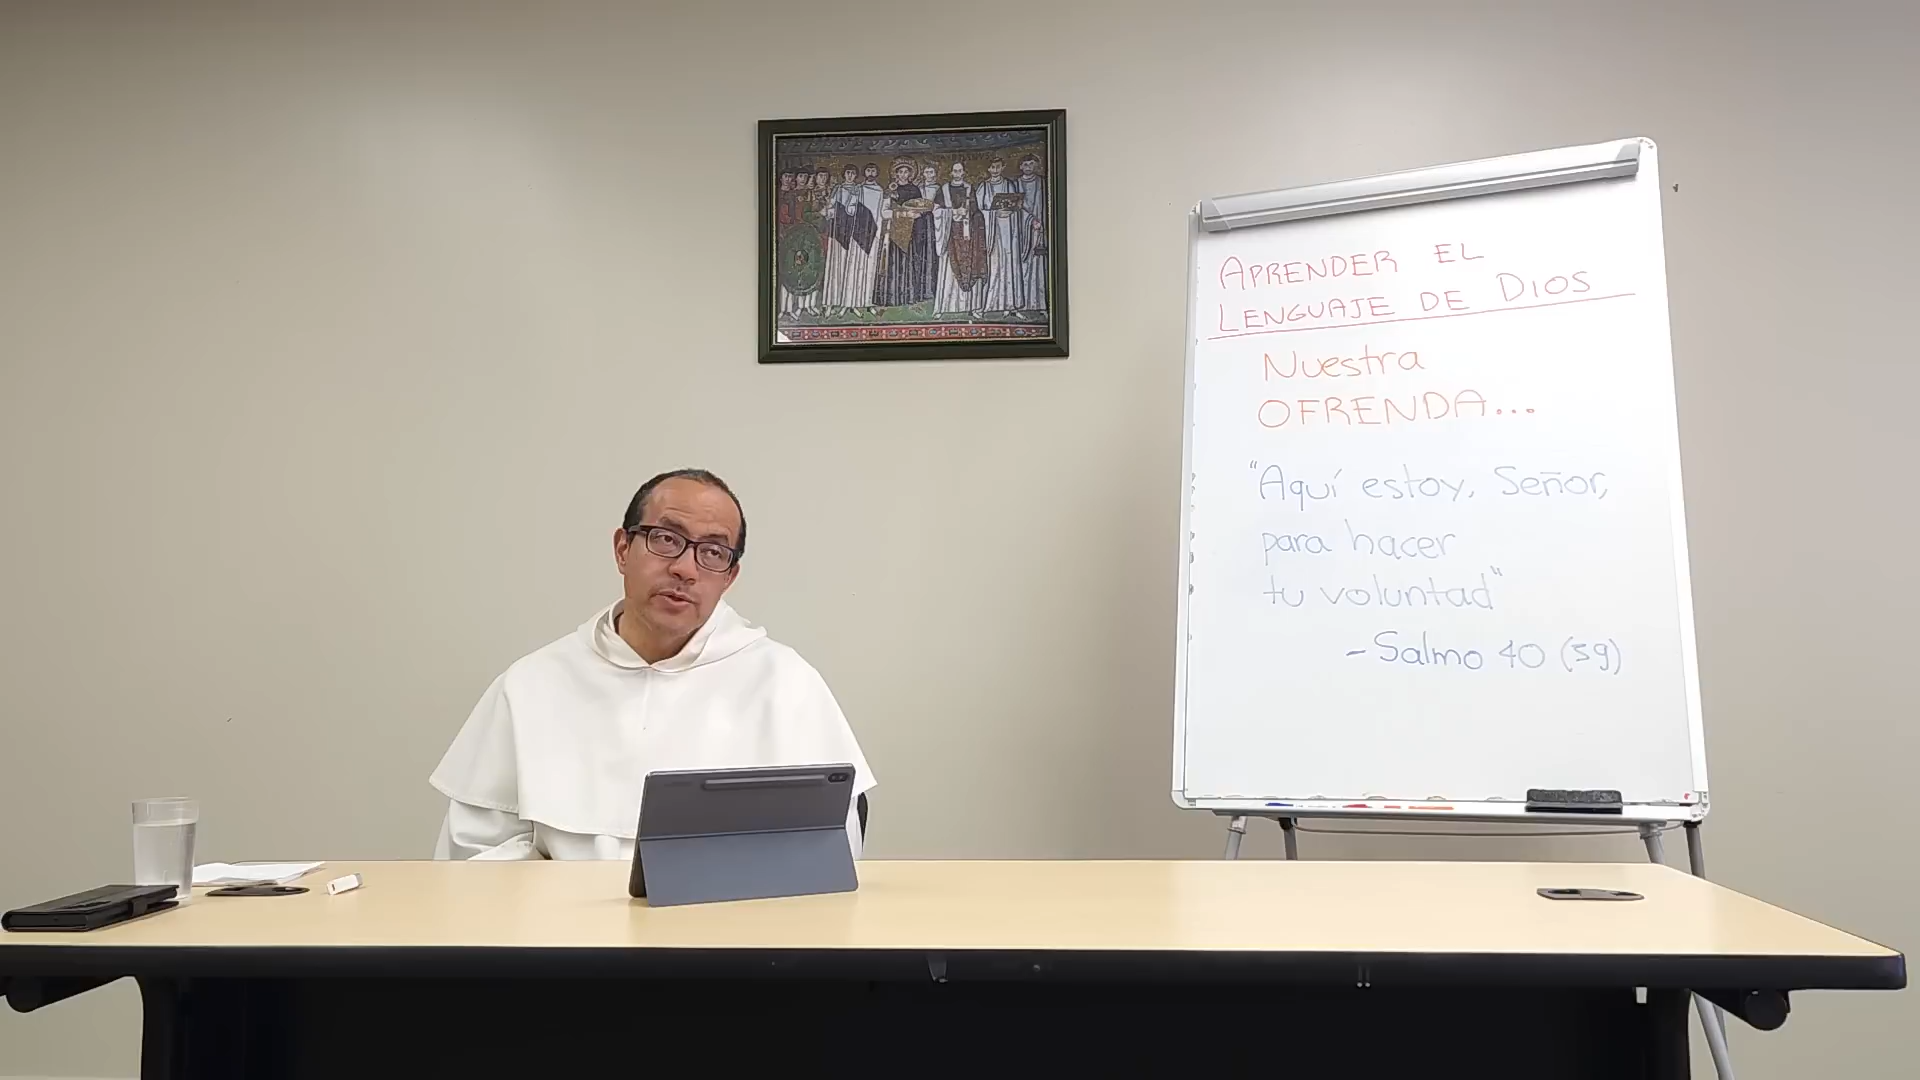 APRENDER EL
LENGUAJE DE DIOS
Nuestra
OFRENDA...
"Aquí estoy, Señor,
para hacer
tu voluntad"
- Salmo 40 (39)